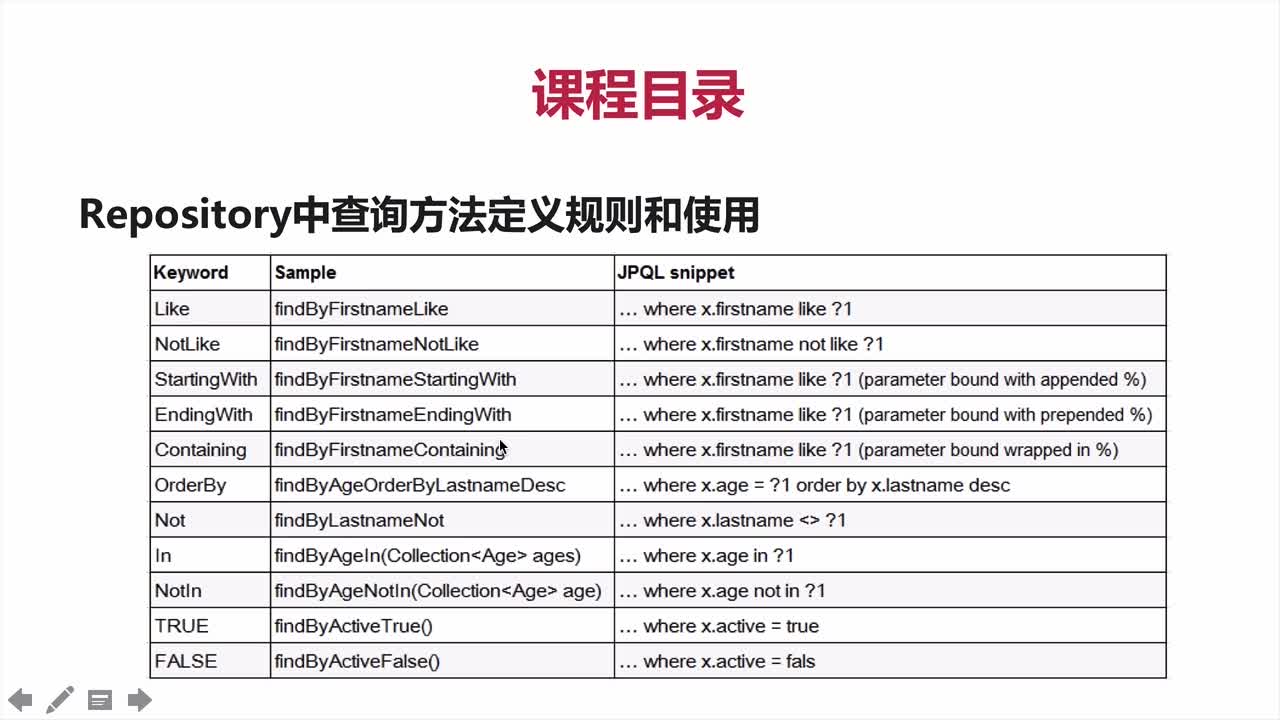 课程目录
Repository中查询方法定义规则和使用
Keyword Sample JPQL snippet
Like findByFirstnameLike … where x.firstname like ?1
NotLike findByFirstnameNotLike … where x.firstname not like ?1
StartingWith findByFirstnameStartingWith … where x.firstname like ?1 (parameter bound with appended %)
EndingWith findByFirstnameEndingWith … where x.firstname like ?1 (parameter bound with prepended %)
Containing findByFirstnameContaining … where x.firstname like ?1 (parameter bound wrapped in %)
OrderBy findByAgeOrderByLastnameDesc … where x.age = ?1 order by x.lastname desc
Not findByLastnameNot … where x.lastname <> ?1
In findByAgeIn(Collection<Age> ages) … where x.age in ?1
NotIn findByAgeNotIn(Collection<Age> age) … where x.age not in ?1
TRUE findByActiveTrue() … where x.active = true
FALSE findByActiveFalse() … where x.active = fals